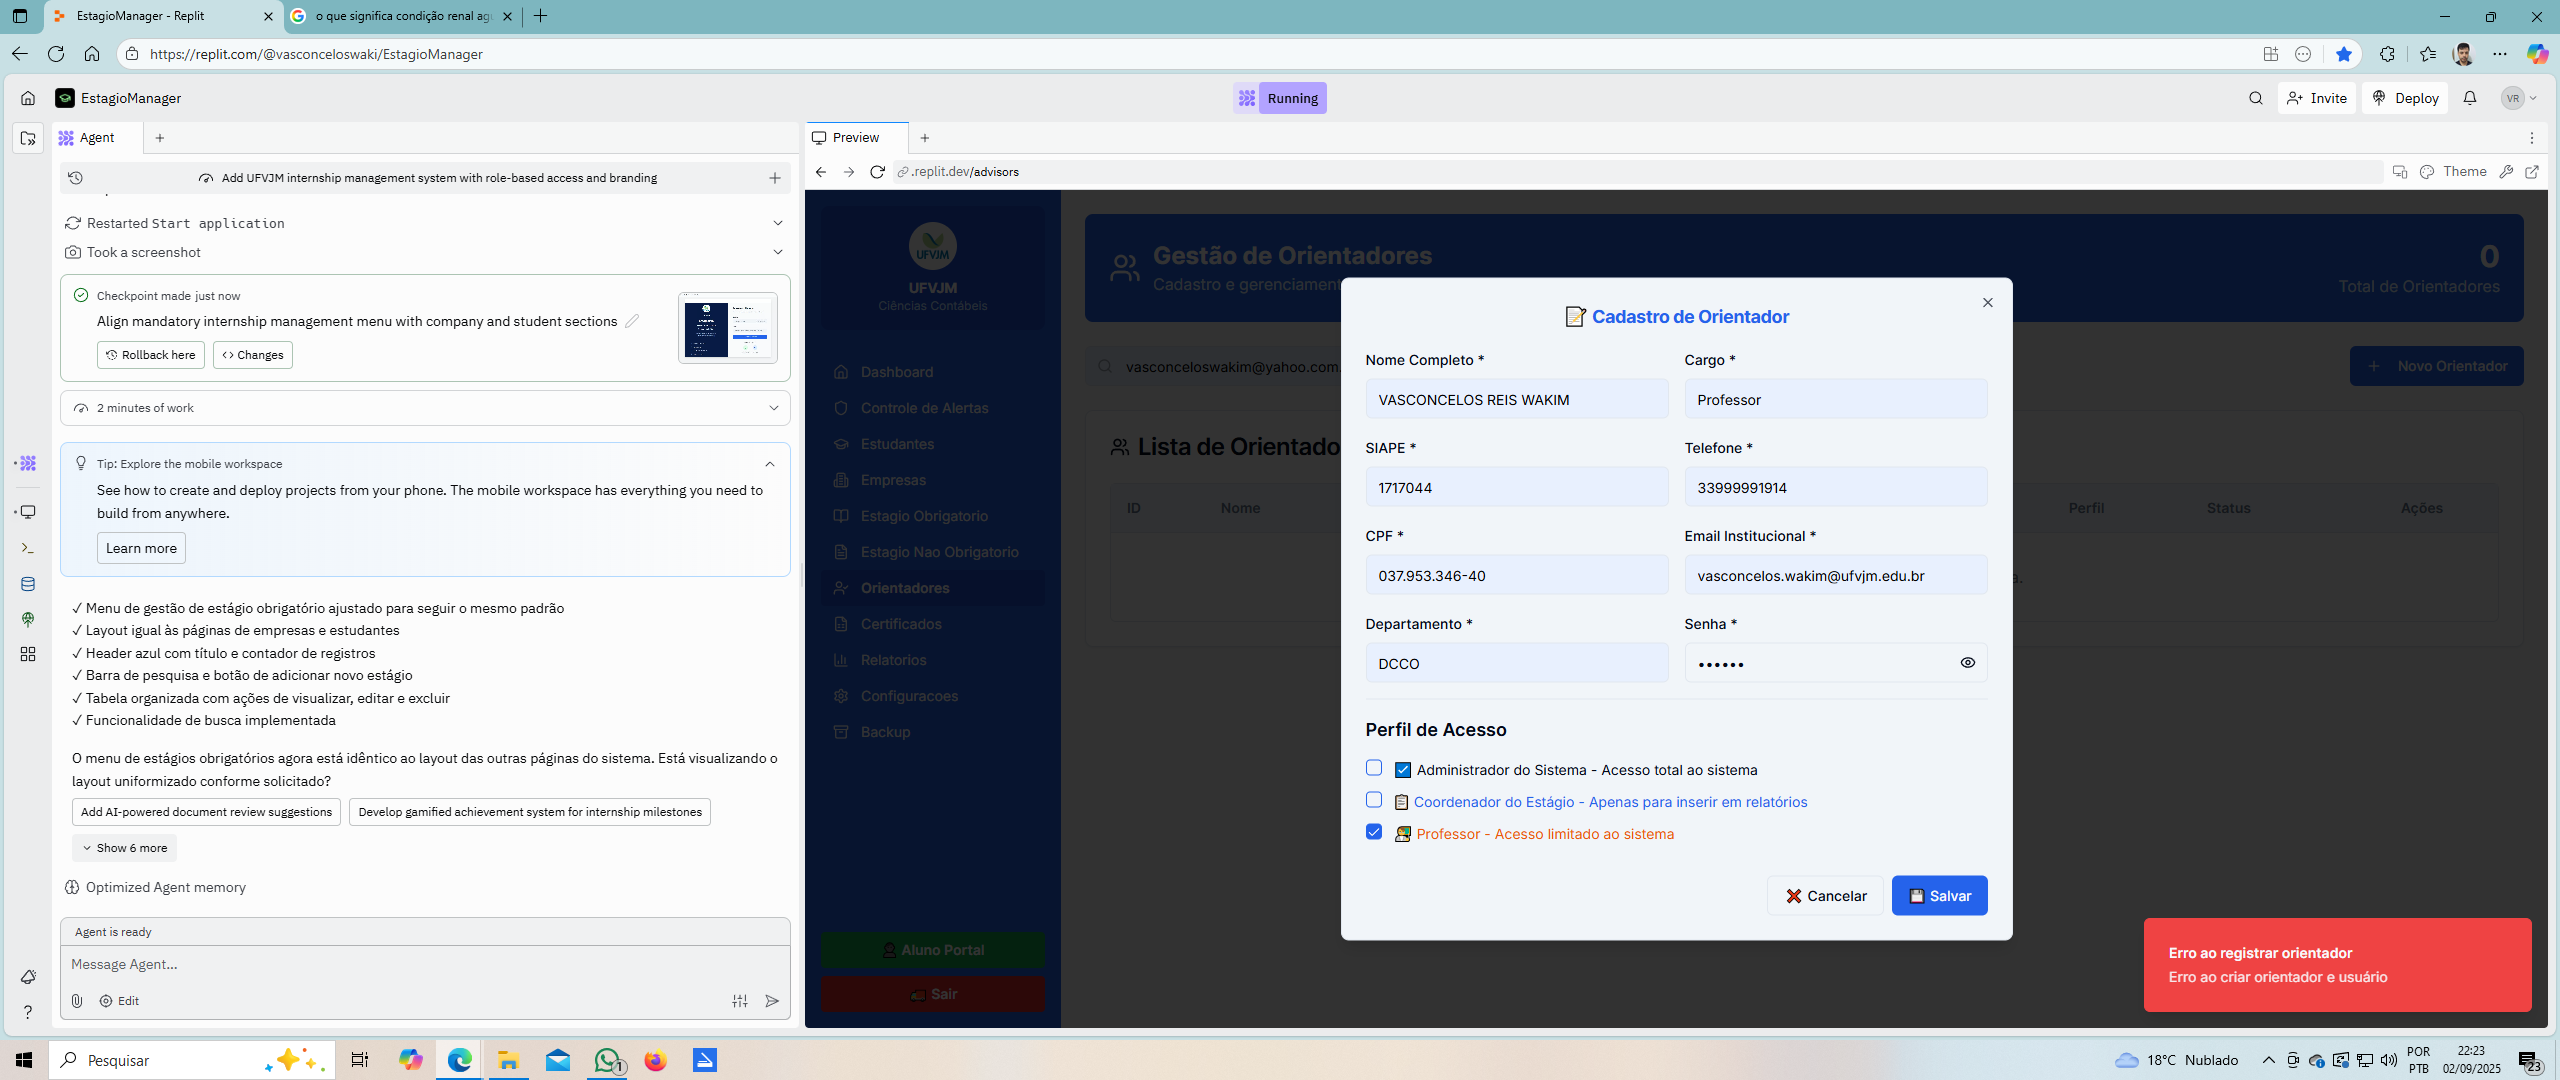 EstagioManager - Replit
o que significa condição renal ag
https://replit.com/@vasconceloswaki/EstagioManager
EstagioManager
Running
Invite
Deploy
VR
Agent
Add UFVJM internship management system with role-based access and branding
Restarted Start application
Took a screenshot
Checkpoint made just now
Align mandatory internship management menu with company and student sections
Rollback here
Changes
2 minutes of work
Tip: Explore the mobile workspace
See how to create and deploy projects from your phone. The mobile workspace has everything you need to
build from anywhere.
Learn more
✓ Menu de gestão de estágio obrigatório ajustado para seguir o mesmo padrão
✓ Layout igual às páginas de empresas e estudantes
✓ Header azul com título e contador de registros
✓ Barra de pesquisa e botão de adicionar novo estágio
✓ Tabela organizada com ações de visualizar, editar e excluir
✓ Funcionalidade de busca implementada
O menu de estágios obrigatórios agora está idêntico ao layout das outras páginas do sistema. Está visualizando o
layout uniformizado conforme solicitado?
Add AI-powered document review suggestions
Develop gamified achievement system for internship milestones
Show 6 more
Optimized Agent memory
Agent is ready
Message Agent...
Edit
Preview
.replit.dev/advisors
Theme
UFVJM
UFVJM
Ciências Contábeis
Dashboard
Controle de Alertas
Estudantes
Empresas
Estagio Obrigatorio
Estagio Nao Obrigatorio
Orientadores
Certificados
Relatorios
Configuracoes
Backup
Aluno Portal
Sair
Gestão de Orientadores
Cadastro e gerenciament
0
Total de Orientadores
vasconceloswakim@yahoo.com.
Novo Orientador
Lista de Orientado
ID
Nome
Perfil
Status
Ações
Cadastro de Orientador
Nome Completo *
Cargo *
VASCONCELOS REIS WAKIM
Professor
SIAPE *
Telefone *
1717044
33999991914
CPF *
Email Institucional *
037.953.346-40
vasconcelos.wakim@ufvjm.edu.br
Departamento *
Senha *
DCCO
••••••
Perfil de Acesso
Administrador do Sistema - Acesso total ao sistema
Coordenador do Estágio - Apenas para inserir em relatórios
Professor - Acesso limitado ao sistema
Cancelar
Salvar
Erro ao registrar orientador
Erro ao criar orientador e usuário
Pesquisar
1
18°C Nublado
POR
PTB
22:23
02/09/2025
23